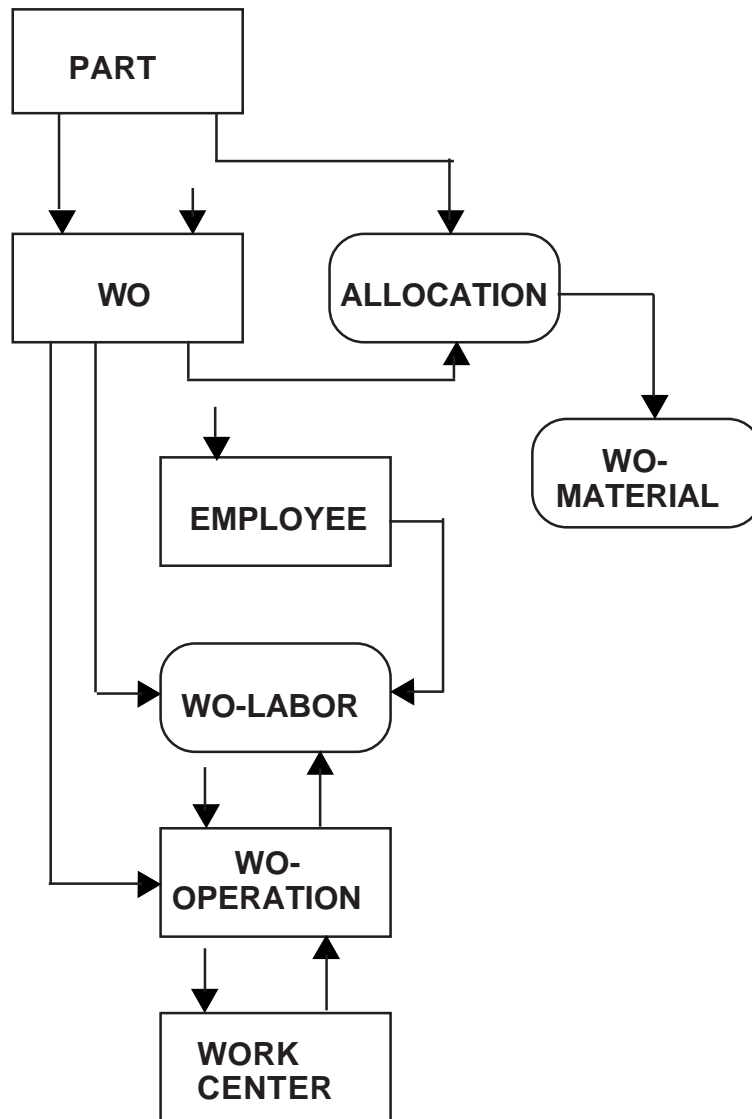 PART
WO
ALLOCATION
WO-
MATERIAL
EMPLOYEE
WO-LABOR
WO-
OPERATION
WORK
CENTER